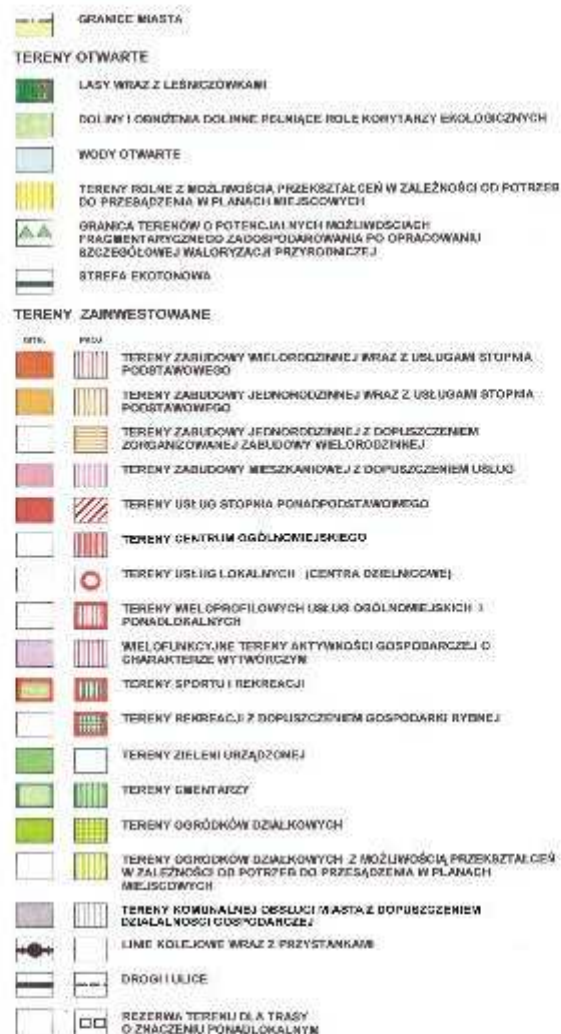 GRANICE MIASTA
TERENY OTWARTE
LASY WRAZ Z LEŚNICZÓWKAMI
DOLINY I OBNIŻENIA DOLINNE PEŁNIĄCE ROLĘ KORYTARZY EKOLOGICZNYCH
WODY OTWARTE
TERENY ROLNE Z MOŻLIWOŚCIĄ PRZEKSZTAŁCEŃ W ZALEŻNOŚCI OD POTRZEB
DO PRZESĄDZENIA W PLANACH MIEJSCOWYCH
GRANICA TERENÓW O POTENCJALNYCH MOŻLIWOŚCIACH
FRAGMENTARYCZNEGO ZAGOSPODAROWANIA PO OPRACOWANIU
SZCZEGÓŁOWEJ WALORYZACJI PRZYRODNICZEJ
STREFA EKOTONOWA
TERENY ZAINWESTOWANE
ISTN. PROJ.
TERENY ZABUDOWY WIELORODZINNEJ WRAZ Z USŁUGAMI STOPNIA
PODSTAWOWEGO
TERENY ZABUDOWY JEDNORODZINNEJ WRAZ Z USŁUGAMI STOPNIA
PODSTAWOWEGO
TERENY ZABUDOWY JEDNORODZINNEJ Z DOPUSZCZENIEM
ZORGANIZOWANEJ ZABUDOWY WIELORODZINNEJ
TERENY ZABUDOWY MIESZKANIOWEJ Z DOPUSZCZENIEM USŁUG
TERENY USŁUG STOPNIA PONADPODSTAWOWEGO
TERENY CENTRUM OGÓLNOMIEJSKIEGO
TERENY USŁUG LOKALNYCH (CENTRA DZIELNICOWE)
TERENY WIELOPROFILOWYCH USŁUG OGÓLNOMIEJSKICH I
PONADLOKALNYCH
WIELOFUNKCYJNE TERENY AKTYWNOŚCI GOSPODARCZEJ O
CHARAKTERZE WYTWÓRCZYM
TERENY SPORTU I REKREACJI
TERENY REKREACJI Z DOPUSZCZENIEM GOSPODARKI RYBNEJ
TERENY ZIELENI URZĄDZONEJ
TERENY CMENTARZY
TERENY OGRÓDKÓW DZIAŁKOWYCH
TERENY OGRÓDKÓW DZIAŁKOWYCH Z MOŻLIWOŚCIĄ PRZEKSZTAŁCEŃ
W ZALEŻNOŚCI OD POTRZEB DO PRZESĄDZENIA W PLANACH
MIEJSCOWYCH
TERENY KOMUNALNEJ OBSŁUGI MIASTA Z DOPUSZCZENIEM
DZIAŁALNOŚCI GOSPODARCZEJ
LINIE KOLEJOWE WRAZ Z PRZYSTANKAMI
DROGI I ULICE
REZERWA TERENU DLA TRASY
O ZNACZENIU PONADLOKALNYM